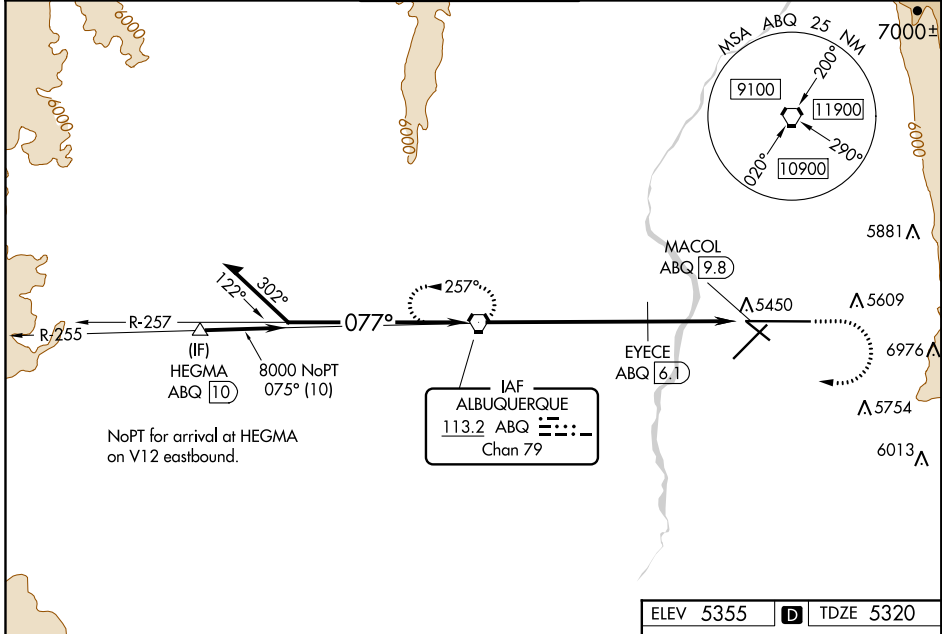 6000
6000
6000
6000
MSA ABQ 25 NM
7000±
200°
9100
11900
290°
020°
10900
5881
MACOL
ABQ 9.8
257°
302°
122°
5450
5609
R-257
077°
R-255
(IF)
HEGMA
ABQ 10
8000 NoPT
075° (10)
EYECE
ABQ 6.1
6976
IAF
ALBUQUERQUE
113.2 ABQ
Chan 79
5754
NoPT for arrival at HEGMA
on V12 eastbound.
6013
ELEV 5355 D TDZE 5320